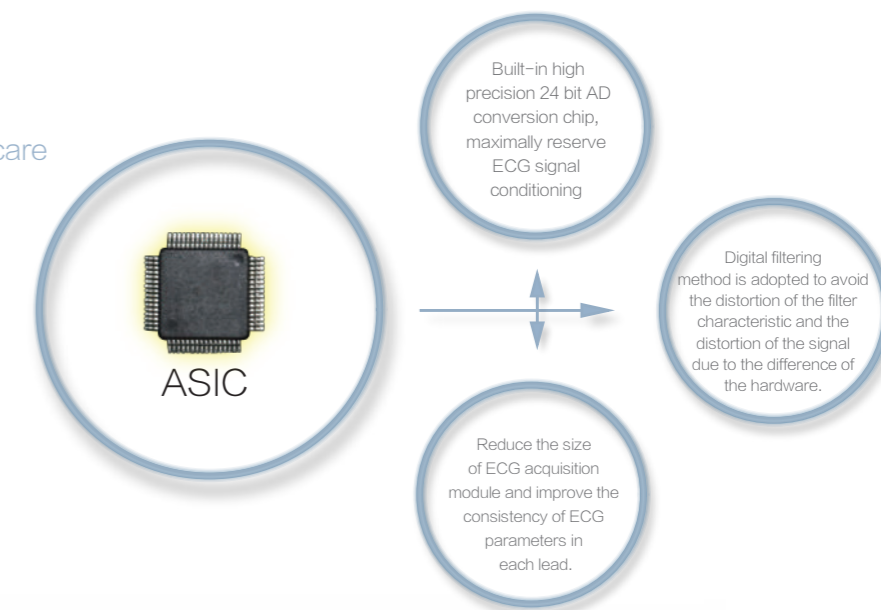 care
ASIC
Built-in high
precision 24 bit AD
conversion chip,
maximally reserve
ECG signal
conditioning
Digital filtering
method is adopted to avoid
the distortion of the filter
characteristic and the
distortion of the signal
due to the difference of
the hardware.
Reduce the size
of ECG acquisition
module and improve the
consistency of ECG
parameters in
each lead.